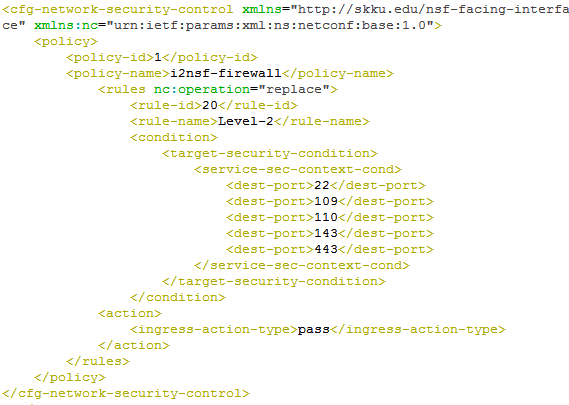 <cfg-network-security-control xmlns="http://skku.edu/nsf-facing-interfa
ce" xmlns:nc="urn:ietf:params:xml:ns:netconf:base:1.0">
    <policy>
        <policy-id>1</policy-id>
        <policy-name>i2nsf-firewall</policy-name>
            <rules nc:operation="replace">
                <rule-id>20</rule-id>
                <rule-name>Level-2</rule-name>
                <condition>
                    <target-security-condition>
                        <service-sec-context-cond>
                            <dest-port>22</dest-port>
                            <dest-port>109</dest-port>
                            <dest-port>110</dest-port>
                            <dest-port>143</dest-port>
                            <dest-port>443</dest-port>
                        </service-sec-context-cond>
                    </target-security-condition>
                </condition>
            <action>
                <ingress-action-type>pass</ingress-action-type>
            </action>
        </rules>
    </policy>
</cfg-network-security-control>